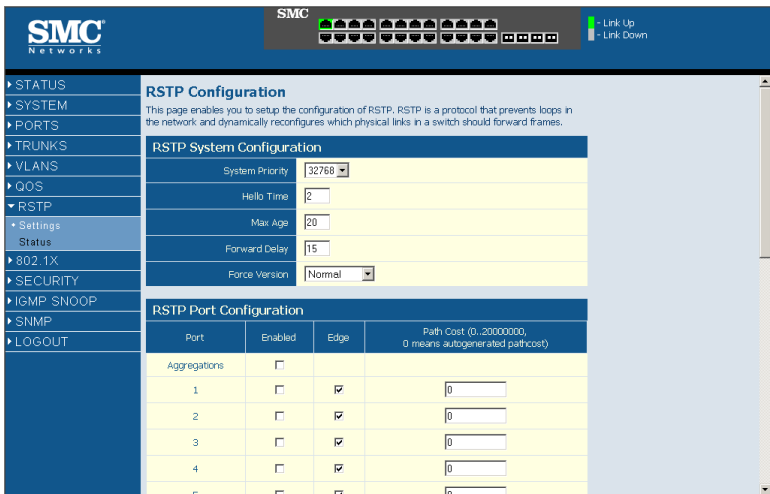 SMC
SMC®
Networks
- Link Up
- Link Down
STATUS
SYSTEM
PORTS
TRUNKS
VLANS
QOS
RSTP
Settings
Status
802.1X
SECURITY
IGMP SNOOP
SNMP
LOGOUT
RSTP Configuration
This page enables you to setup the configuration of RSTP. RSTP is a protocol that prevents loops in
the network and dynamically reconfigures which physical links in a switch should forward frames.
RSTP System Configuration
System Priority 32768
Hello Time 2
Max Age 20
Forward Delay 15
Force Version Normal
RSTP Port Configuration
Port Enabled Edge Path Cost (0..20000000,
0 means autogenerated pathcost)
Aggregations
1 0
2 0
3 0
4 0
5 0